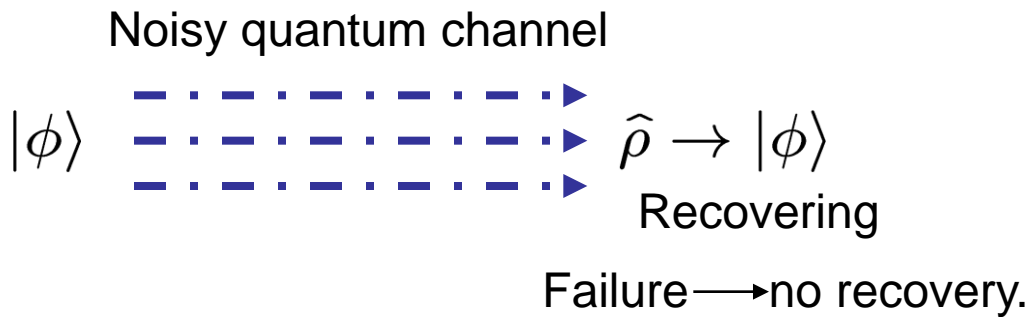 Noisy quantum channel
|ϕ⟩ ρ̂ → |ϕ⟩
Recovering
Failure → no recovery.